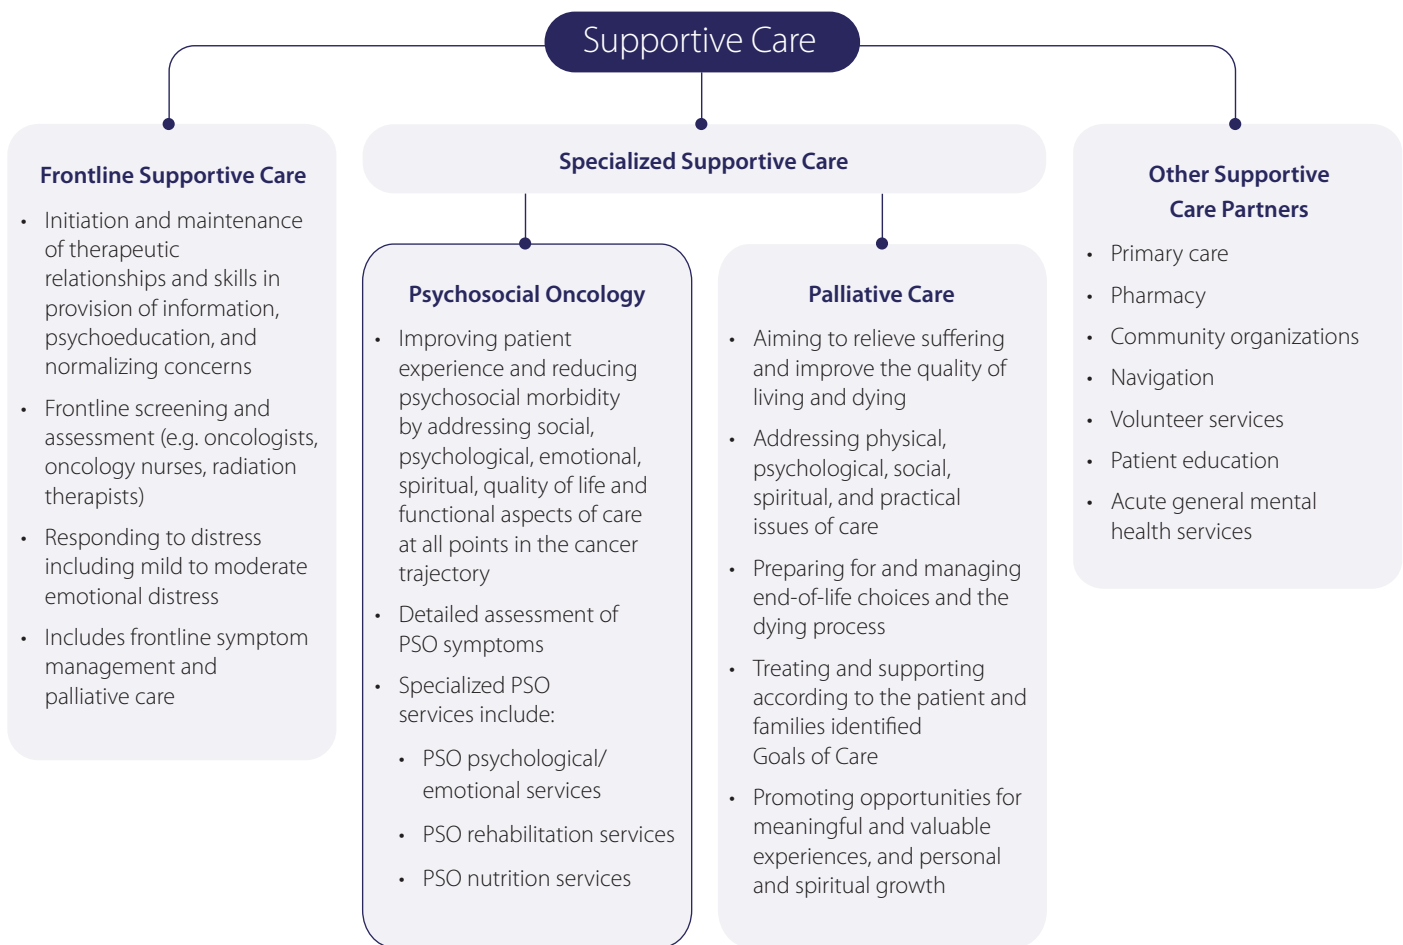 Supportive Care
Frontline Supportive Care
• Initiation and maintenance
of therapeutic
relationships and skills in
provision of information,
psychoeducation, and
normalizing concerns
• Frontline screening and
assessment (e.g. oncologists,
oncology nurses, radiation
therapists)
• Responding to distress
including mild to moderate
emotional distress
• Includes frontline symptom
management and
palliative care
Specialized Supportive Care
Psychosocial Oncology
• Improving patient
experience and reducing
psychosocial morbidity
by addressing social,
psychological, emotional,
spiritual, quality of life and
functional aspects of care
at all points in the cancer
trajectory
• Detailed assessment of
PSO symptoms
• Specialized PSO
services include:
• PSO psychological/
emotional services
• PSO rehabilitation services
• PSO nutrition services
Palliative Care
• Aiming to relieve suffering
and improve the quality of
living and dying
• Addressing physical,
psychological, social,
spiritual, and practical
issues of care
• Preparing for and managing
end-of-life choices and the
dying process
• Treating and supporting
according to the patient and
families identified
Goals of Care
• Promoting opportunities for
meaningful and valuable
experiences, and personal
and spiritual growth
Other Supportive
Care Partners
• Primary care
• Pharmacy
• Community organizations
• Navigation
• Volunteer services
• Patient education
• Acute general mental
health services